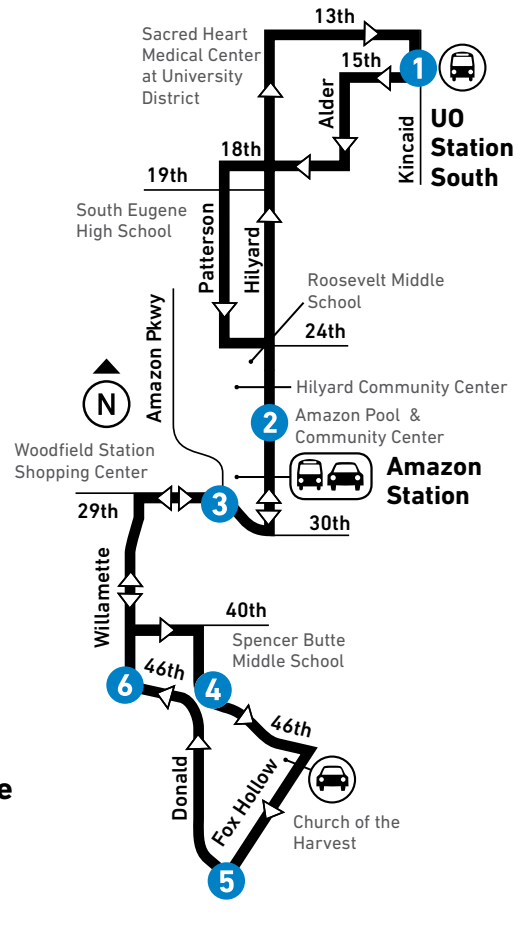 13th
Sacred Heart
Medical Center
at University
District
15th
1
Alder
Kincaid
UO
Station
South
18th
19th
South Eugene
High School
Patterson
Hilyard
Roosevelt Middle
School
24th
Amazon Pkwy
N
Hilyard Community Center
2
Amazon Pool &
Community Center
Woodfield Station
Shopping Center
Amazon
Station
29th
3
30th
Willamette
40th
Spencer Butte
Middle School
46th
6
4
46th
Donald
Fox Hollow
e
Church of the
Harvest
5